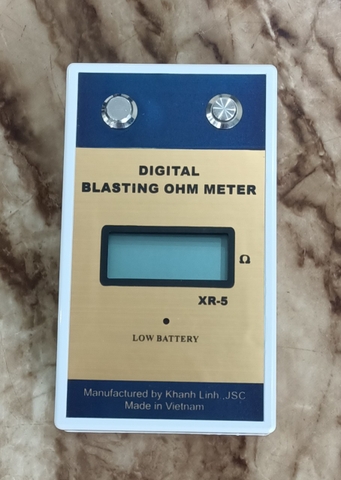 DIGITAL
BLASTING OHM METER
Ω
XR-5
LOW BATTERY
Manufactured by Khanh Linh .,JSC
Made in Vietnam